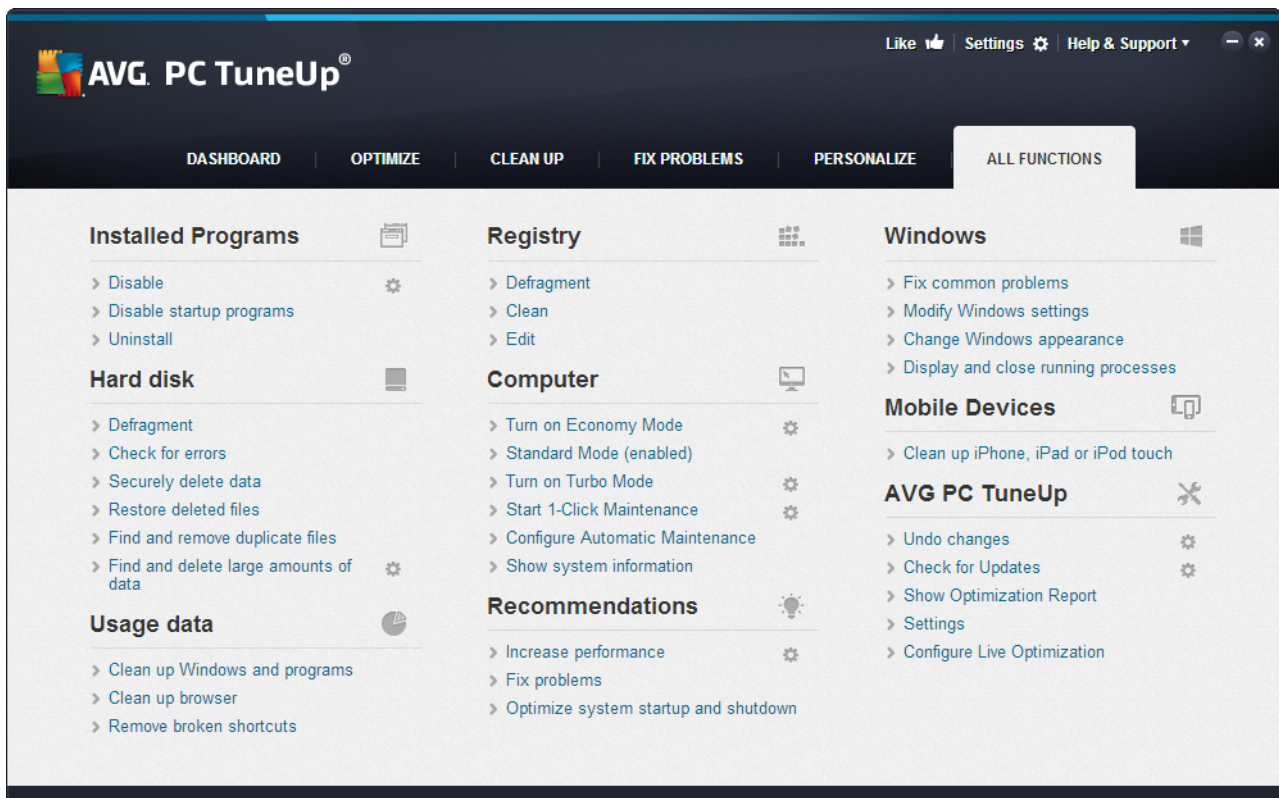 Like
Settings
Help & Support
AVG. PC TuneUp®
DASHBOARD
OPTIMIZE
CLEAN UP
FIX PROBLEMS
PERSONALIZE
ALL FUNCTIONS
Installed Programs
Disable
Disable startup programs
Uninstall
Hard disk
Defragment
Check for errors
Securely delete data
Restore deleted files
Find and remove duplicate files
Find and delete large amounts of
data
Usage data
Clean up Windows and programs
Clean up browser
Remove broken shortcuts
Registry
Defragment
Clean
Edit
Computer
Turn on Economy Mode
Standard Mode (enabled)
Turn on Turbo Mode
Start 1-Click Maintenance
Configure Automatic Maintenance
Show system information
Recommendations
Increase performance
Fix problems
Optimize system startup and shutdown
Windows
Fix common problems
Modify Windows settings
Change Windows appearance
Display and close running processes
Mobile Devices
Clean up iPhone, iPad or iPod touch
AVG PC TuneUp
Undo changes
Check for Updates
Show Optimization Report
Settings
Configure Live Optimization